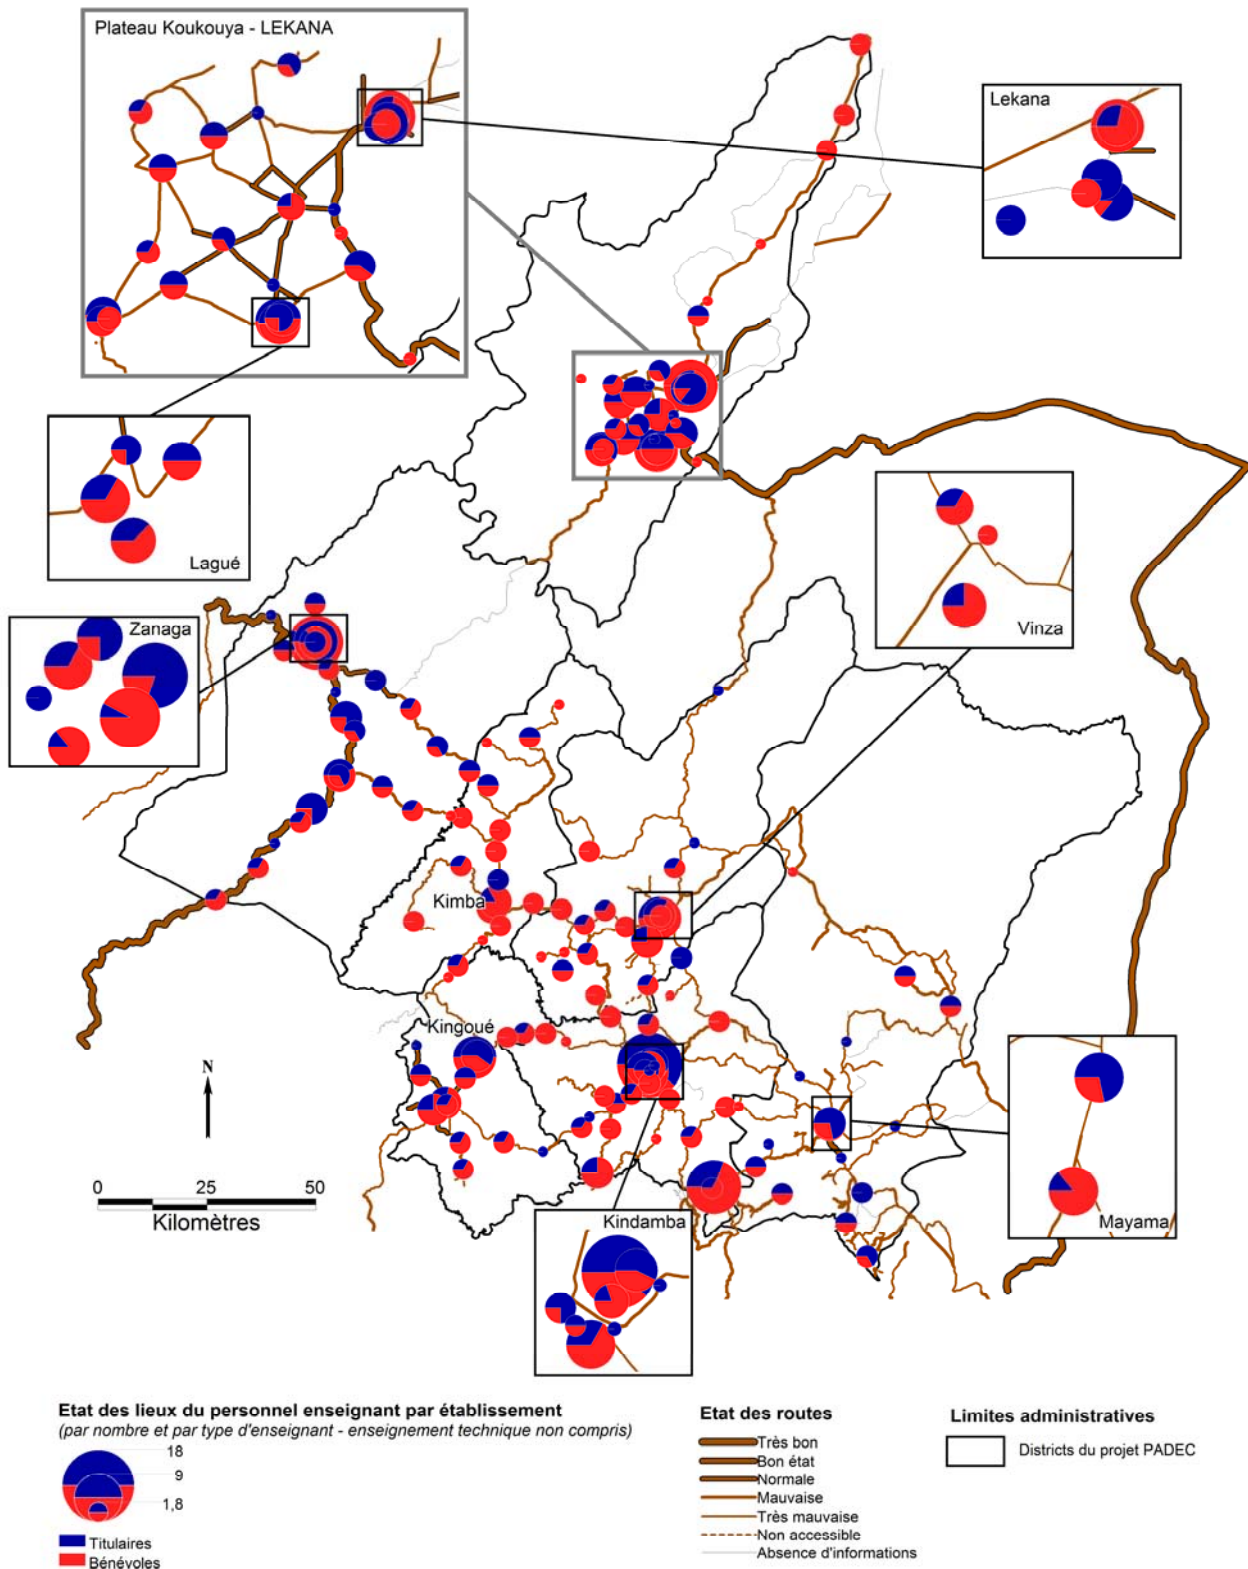 Plateau Koukouya - LEKANA
Lekana
Lagué
Vinza
Zanaga
Kimba
Kingoué
N
0 25 50
Kilomètres
Kindamba
Mayama
Etat des lieux du personnel enseignant par établissement
(par nombre et par type d'enseignant - enseignement technique non compris)
18
9
1,8
Titulaires
Bénévoles
Etat des routes
Très bon
Bon état
Normale
Mauvaise
Très mauvaise
Non accessible
Absence d'informations
Limites administratives
Districts du projet PADEC